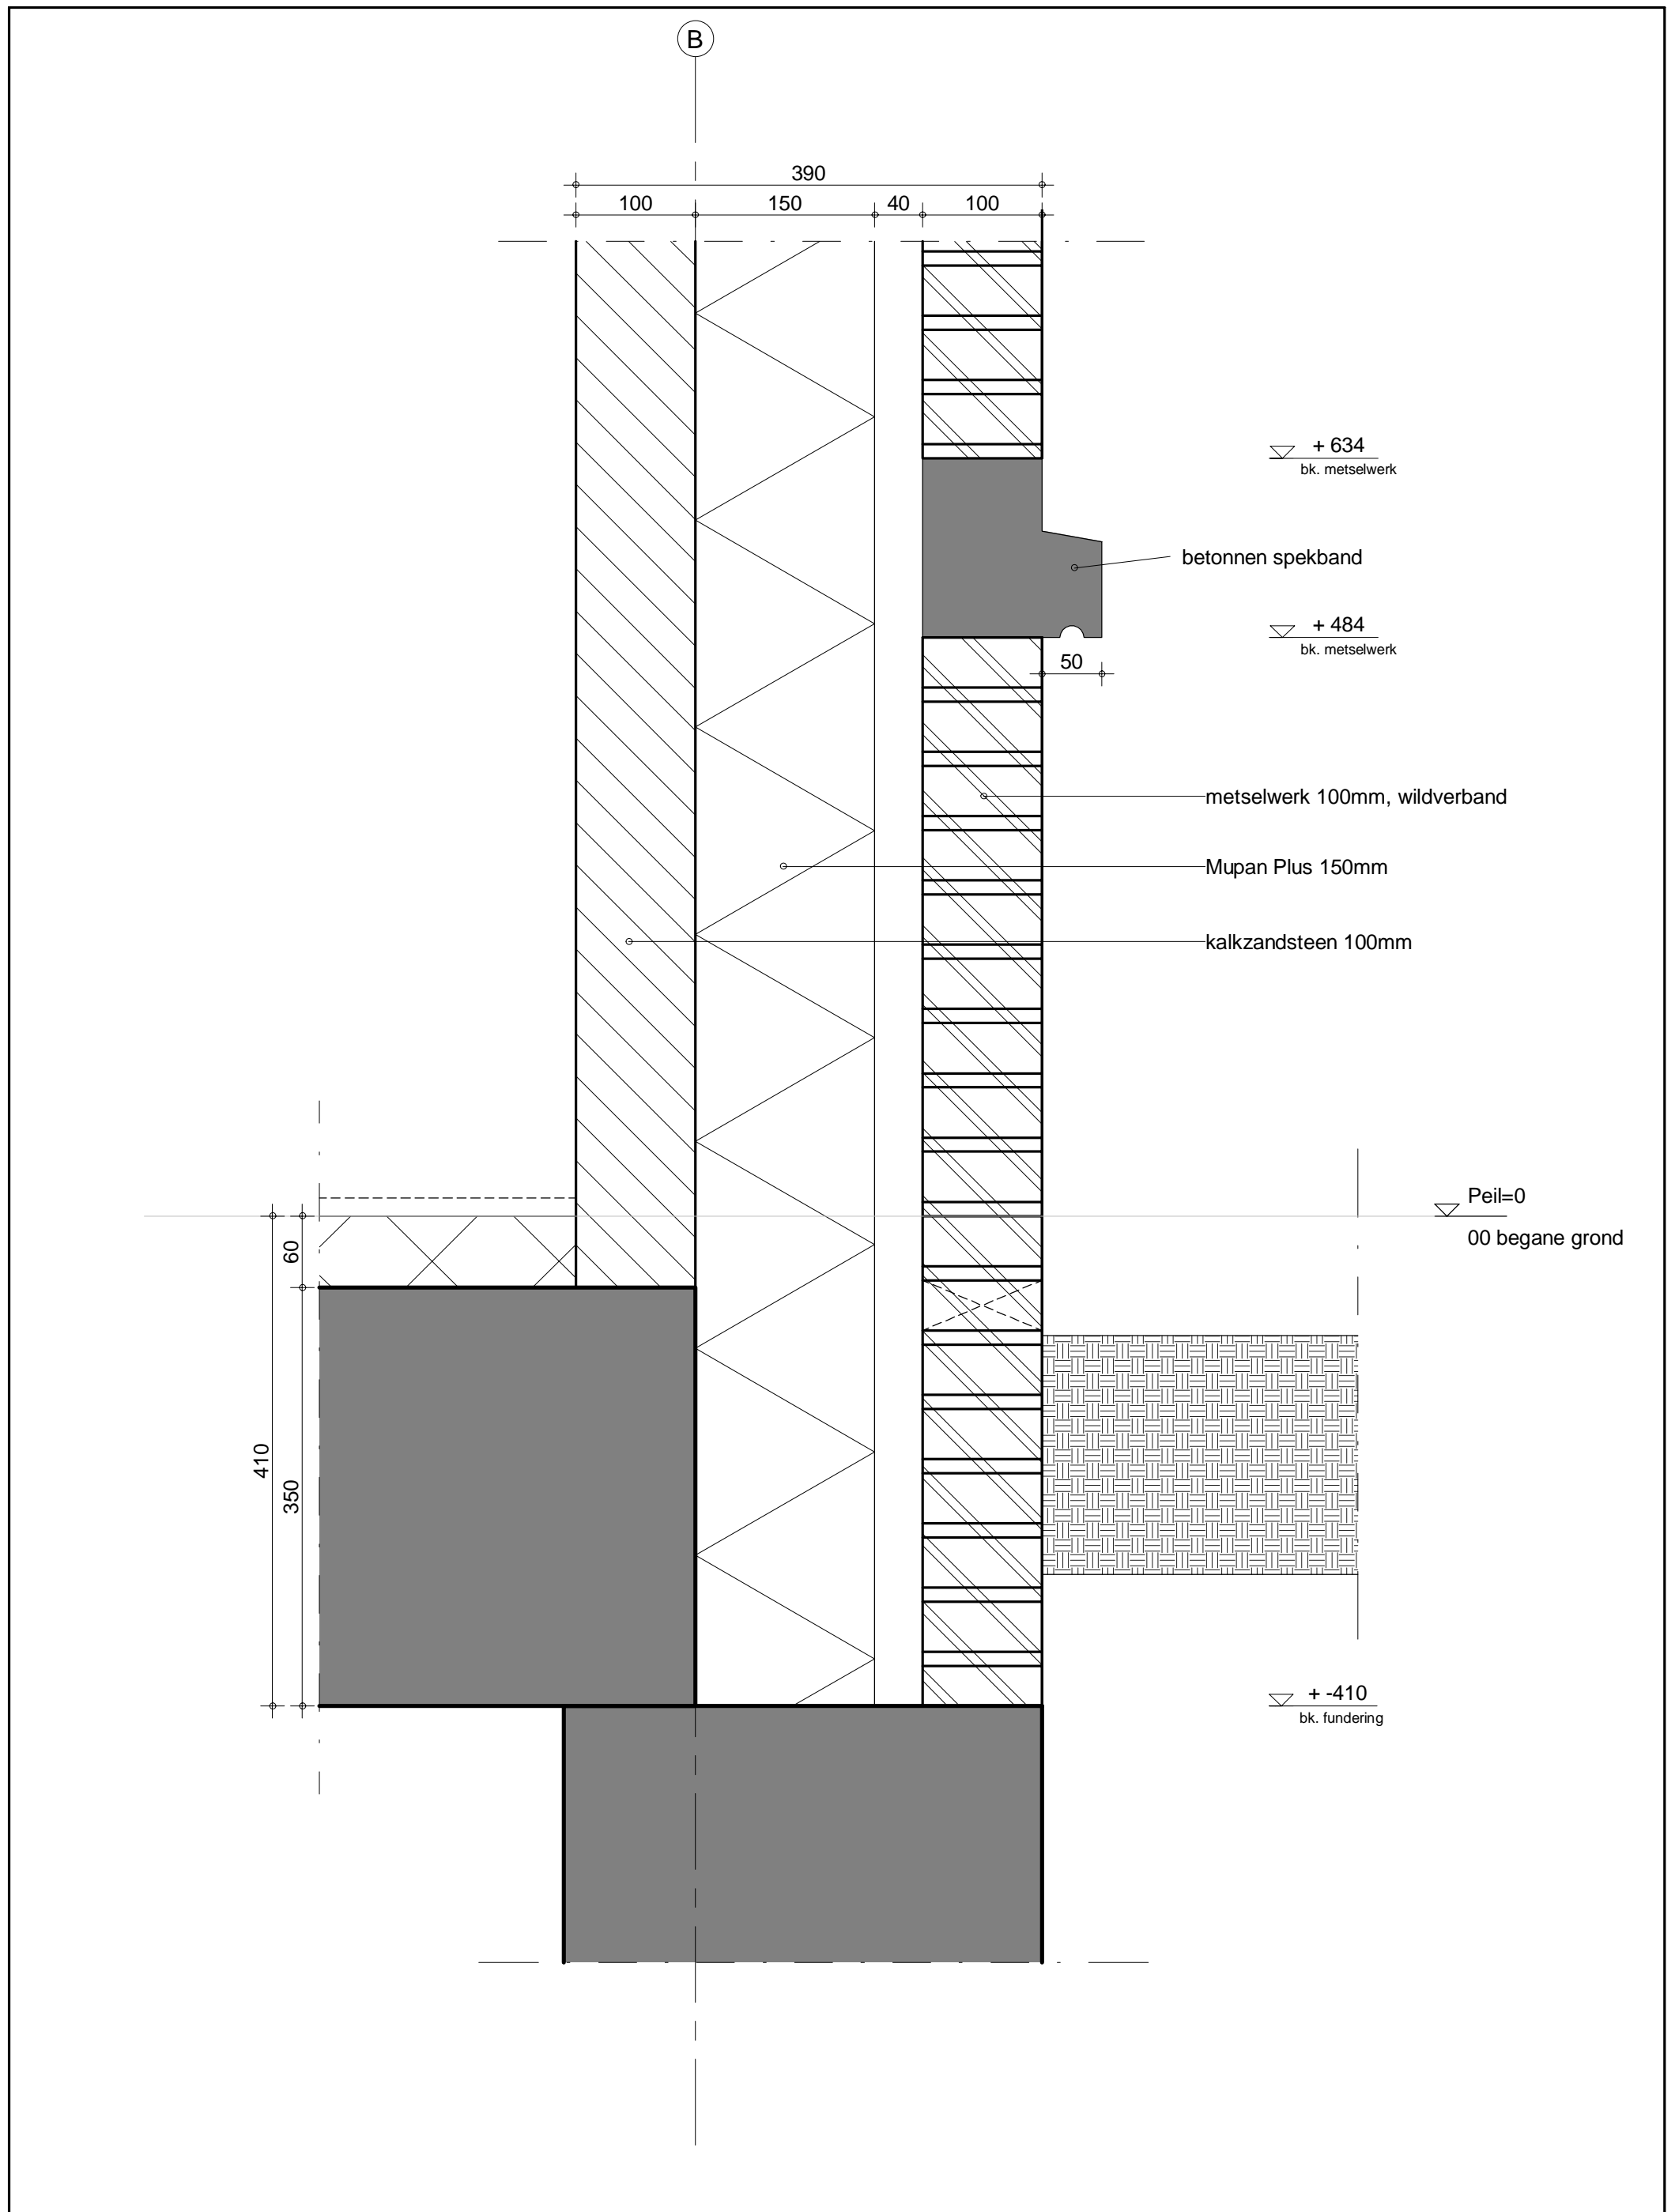 B
390
100 150 40 100
+ 634
bk. metselwerk
betonnen spekband
+ 484
bk. metselwerk
50
metselwerk 100mm, wildverband
Mupan Plus 150mm
kalkzandsteen 100mm
Peil=0
00 begane grond
60
410
350
+ -410
bk. fundering